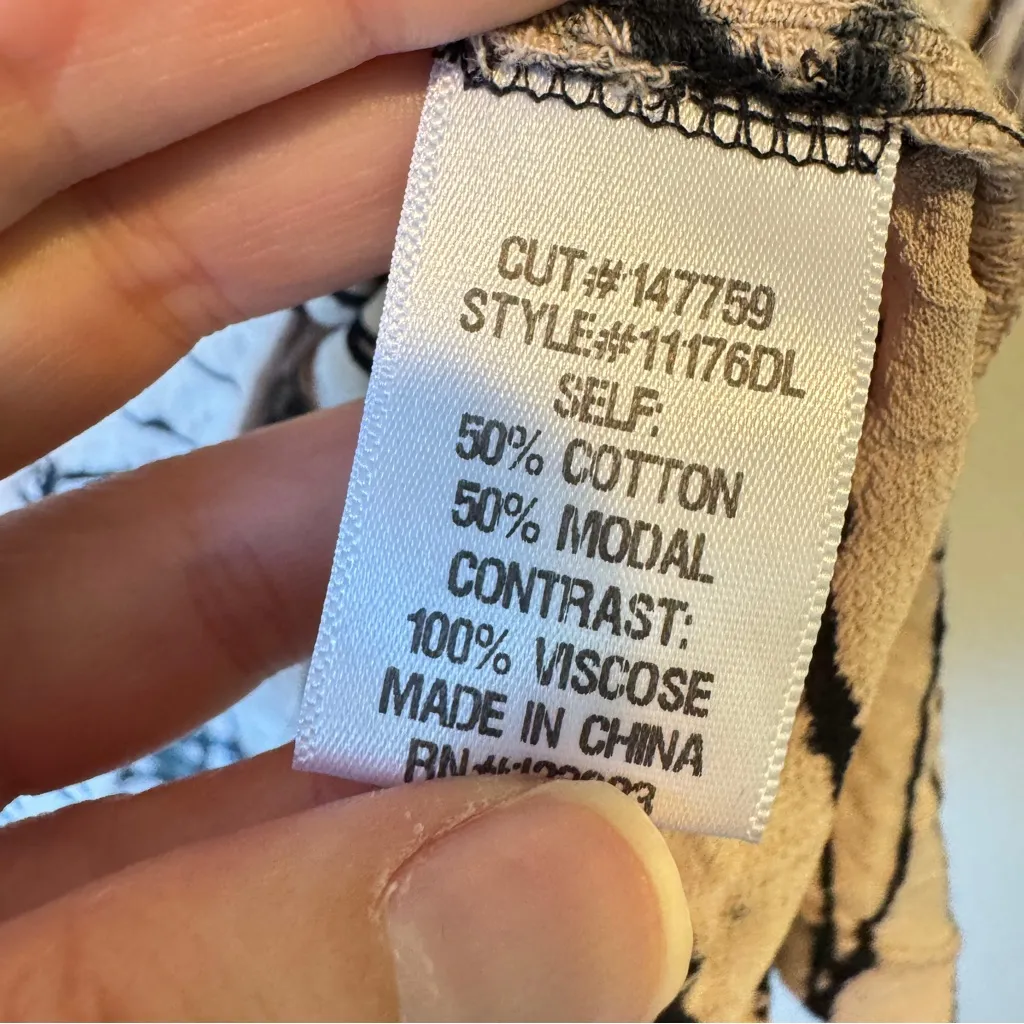 CUT:#147759
STYLE:#11176DL
SELF:
50% COTTON
50% MODAL
CONTRAST:
100% VISCOSE
MADE IN CHINA